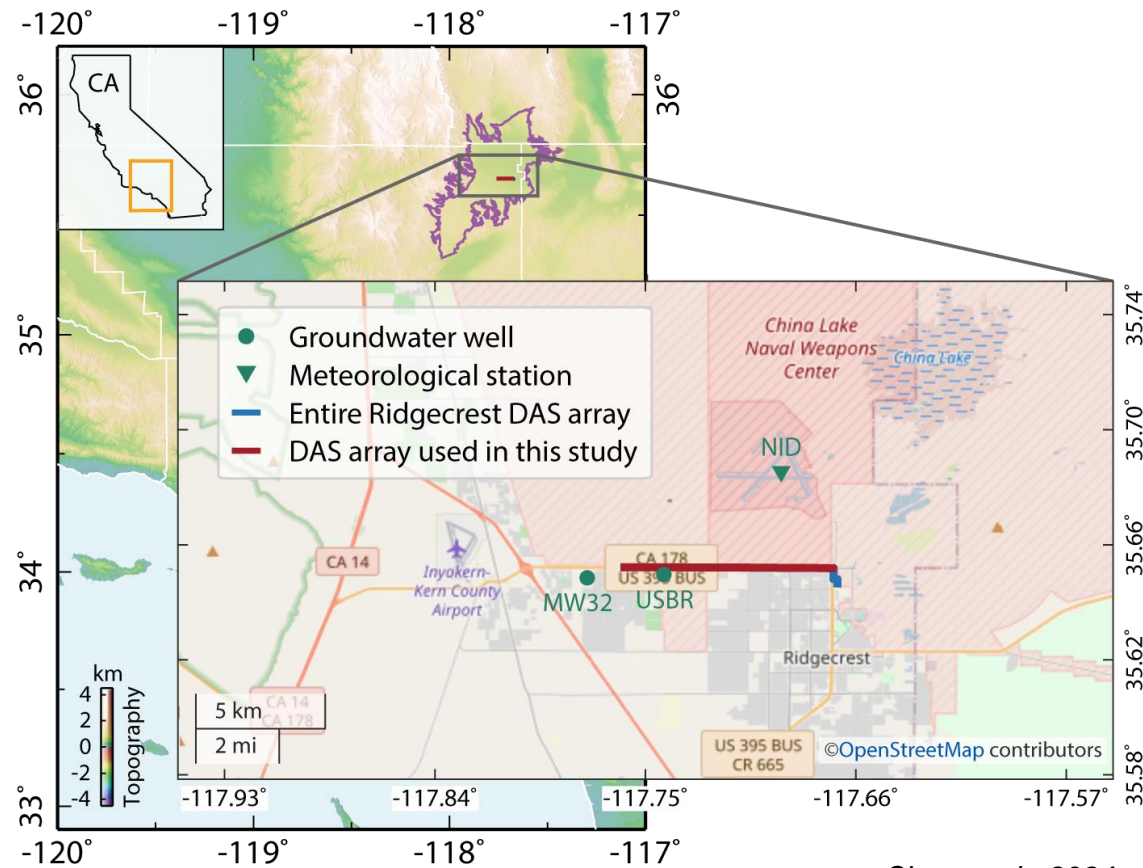 -120° -119° -118° -117°
36° 36°
CA
35°
34°
33°
Groundwater well
Meteorological station
Entire Ridgecrest DAS array
DAS array used in this study
China Lake
Naval Weapons
Center
China Lake
NID
35.74°
35.70°
35.66°
35.62°
35.58°
CA 14
Inyokern-
Kern County
Airport
CA 178
US 395 BUS
MW32
USBR
Ridgecrest
CA 14
CA 178
5 km
2 mi
US 395 BUS
CR 665
©OpenStreetMap contributors
km
4
2
0
-2
-4
Topography
-117.93° -117.84° -117.75° -117.66° -117.57°
-120° -119° -118° -117°